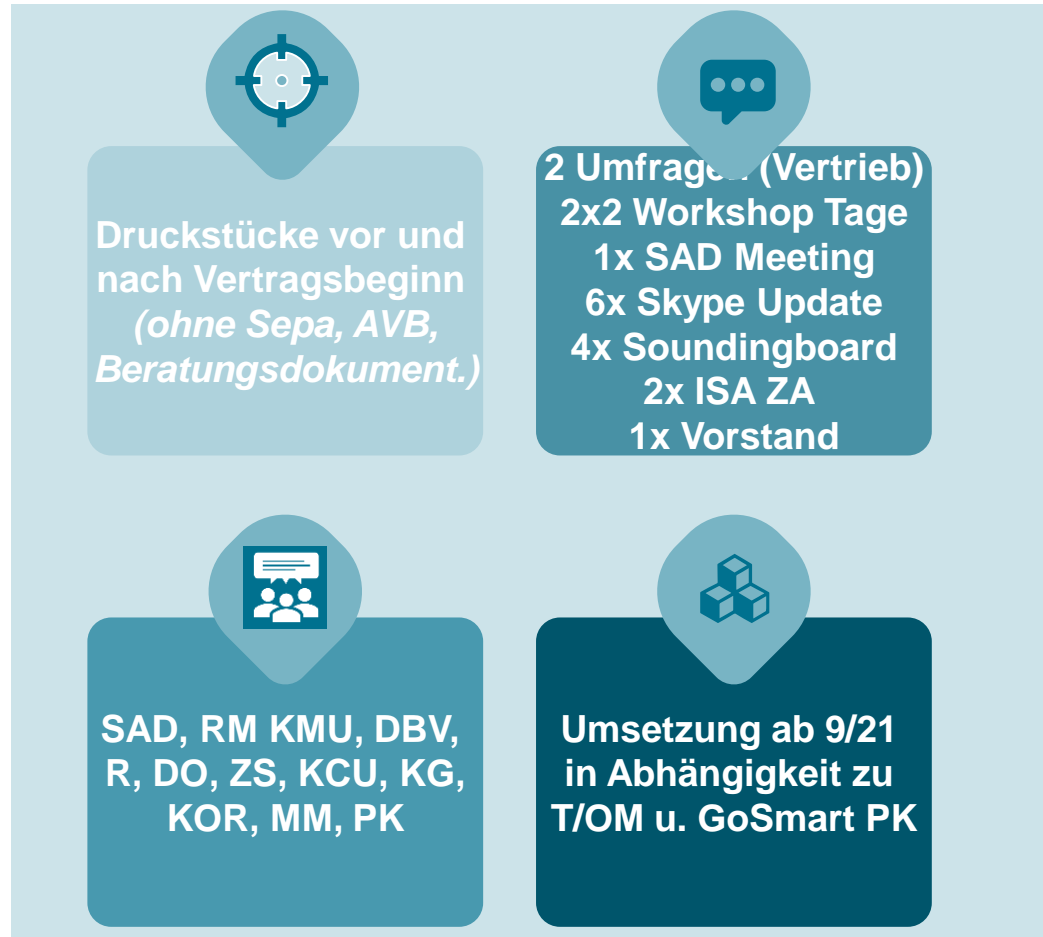 Druckstücke vor und
nach Vertragsbeginn
(ohne Sepa, AVB,
Beratungsdokument.)
2 Umfragen (Vertrieb)
2x2 Workshop Tage
1x SAD Meeting
6x Skype Update
4x Soundingboard
2x ISA ZA
1x Vorstand
SAD, RM KMU, DBV,
R, DO, ZS, KCU, KG,
KOR, MM, PK
Umsetzung ab 9/21
in Abhängigkeit zu
T/OM u. GoSmart PK